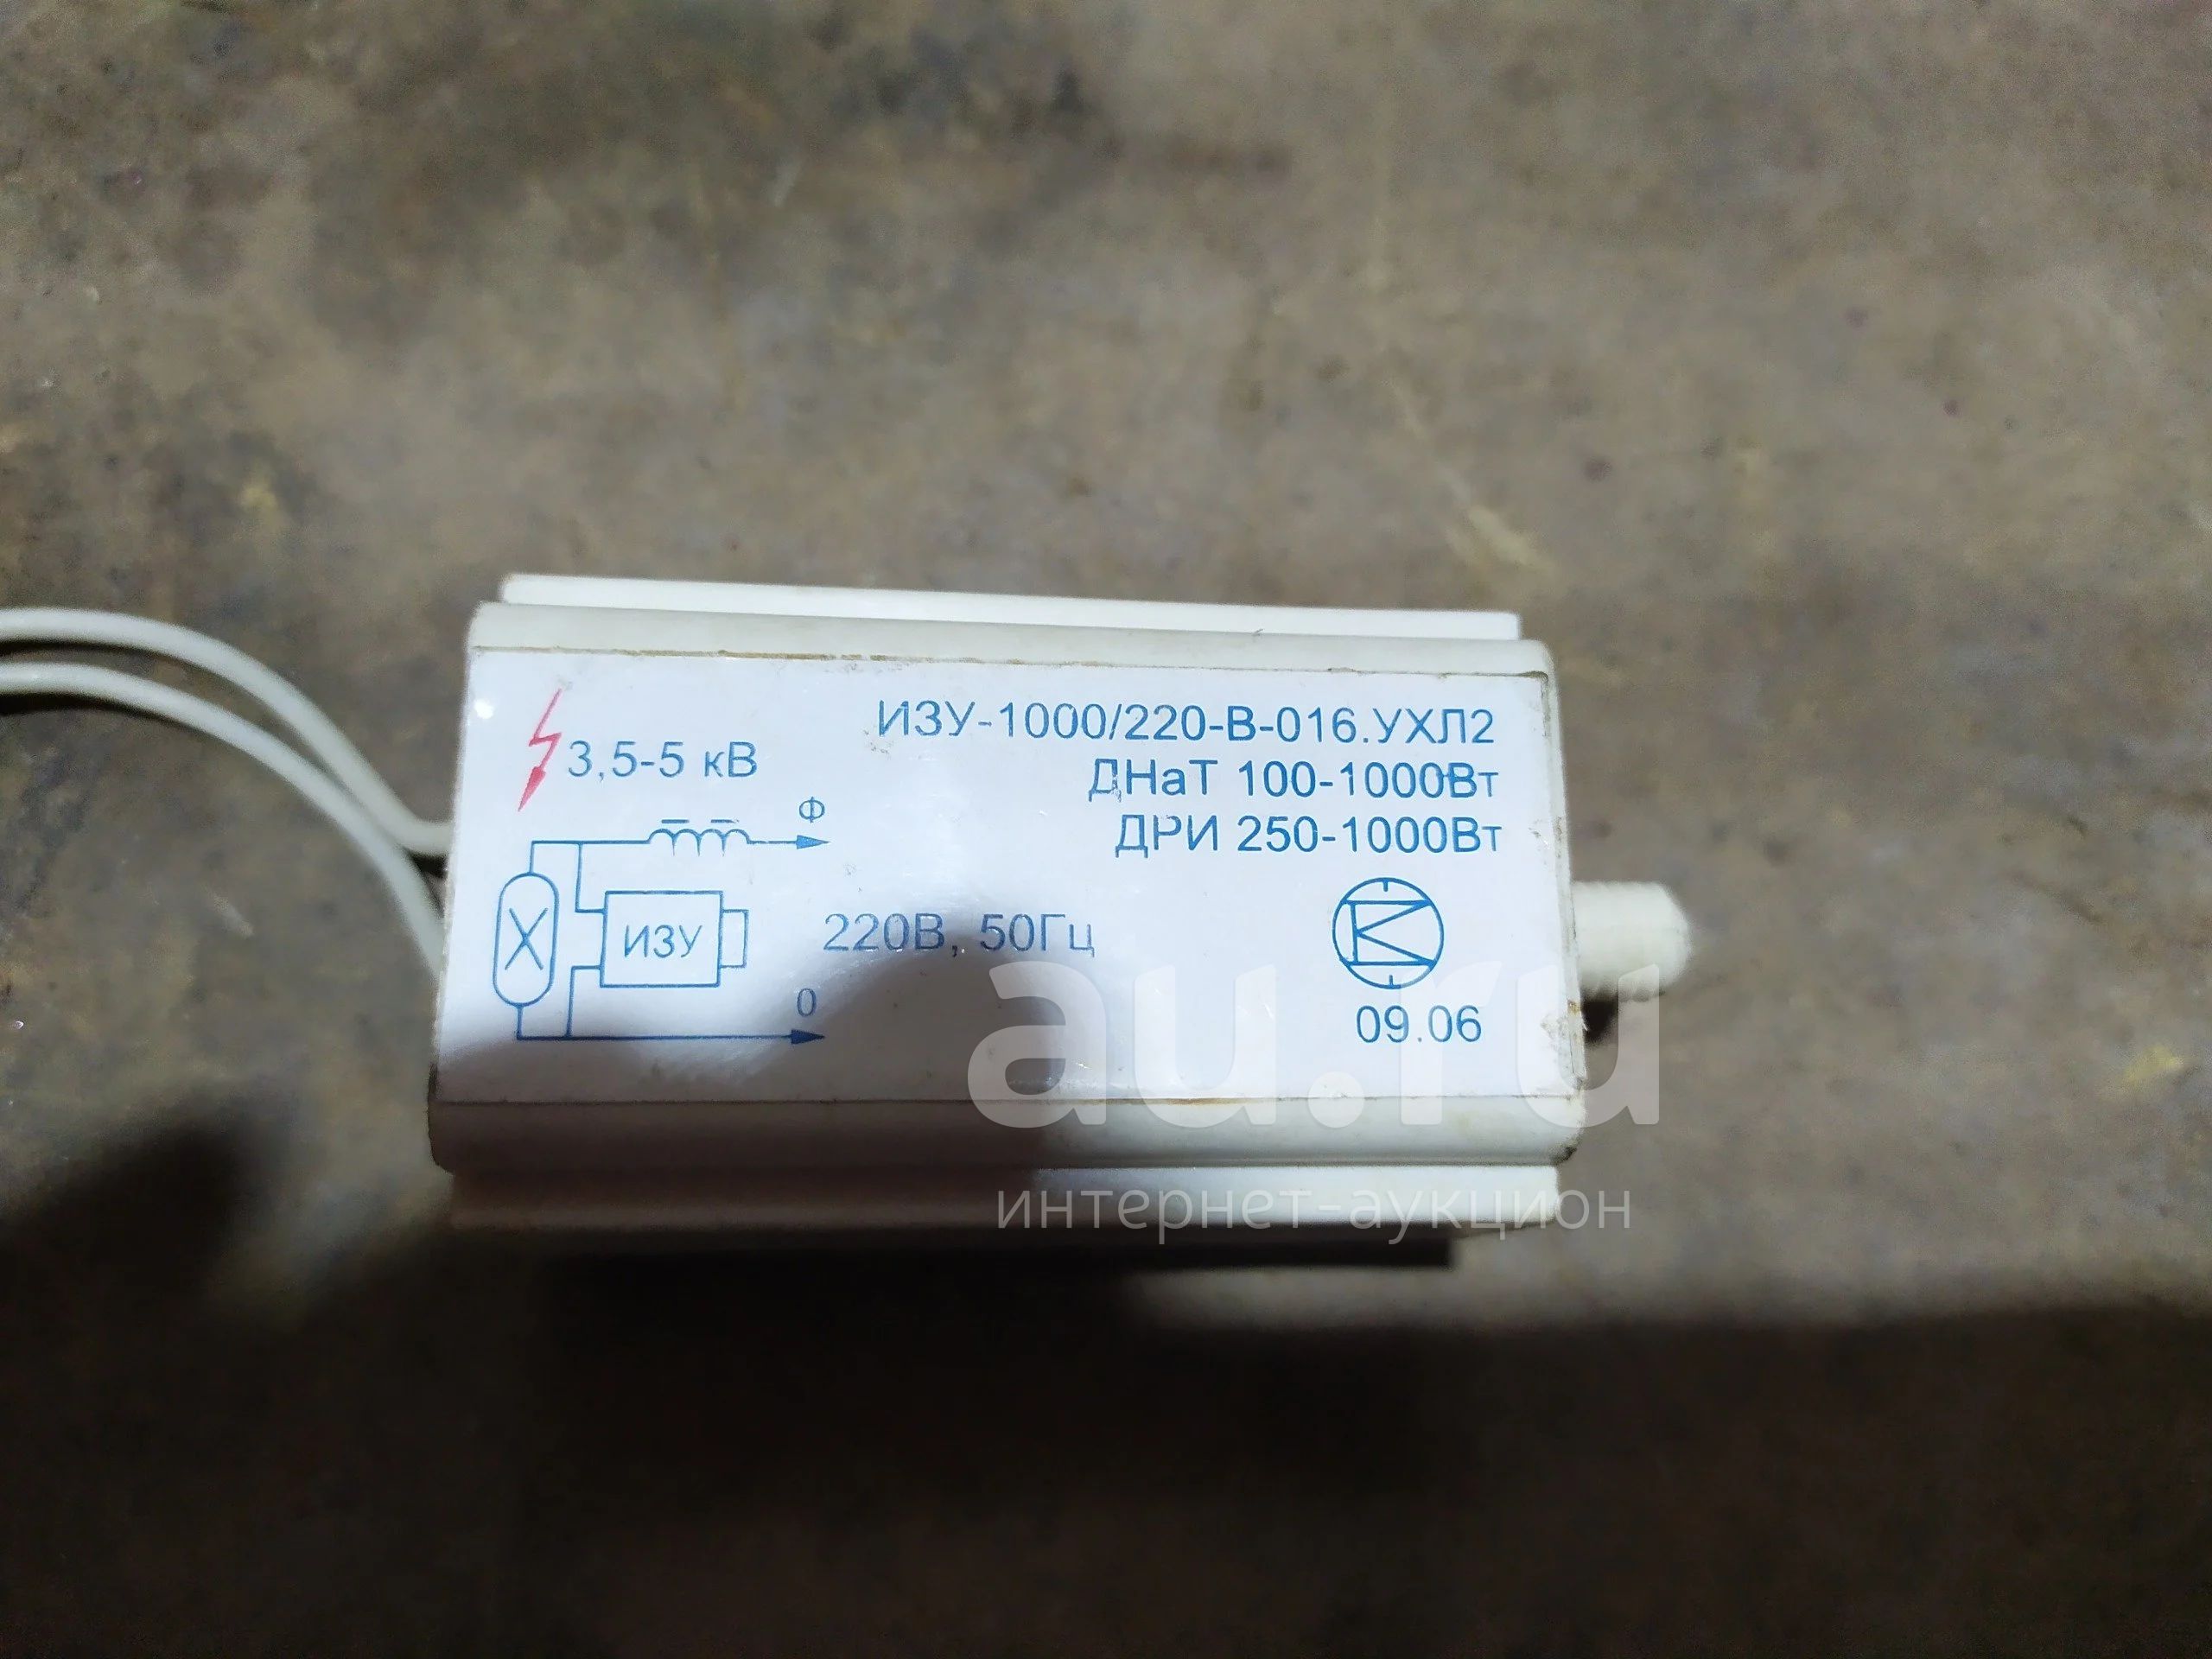 ИЗУ-1000/220-В-016.УХЛ2
3,5-5 кВ
ДНаТ 100-1000Вт
ДРИ 250-1000Вт
Ф
ИЗУ
220В, 50Гц
0
09.06
au.ru
интернет-аукцион